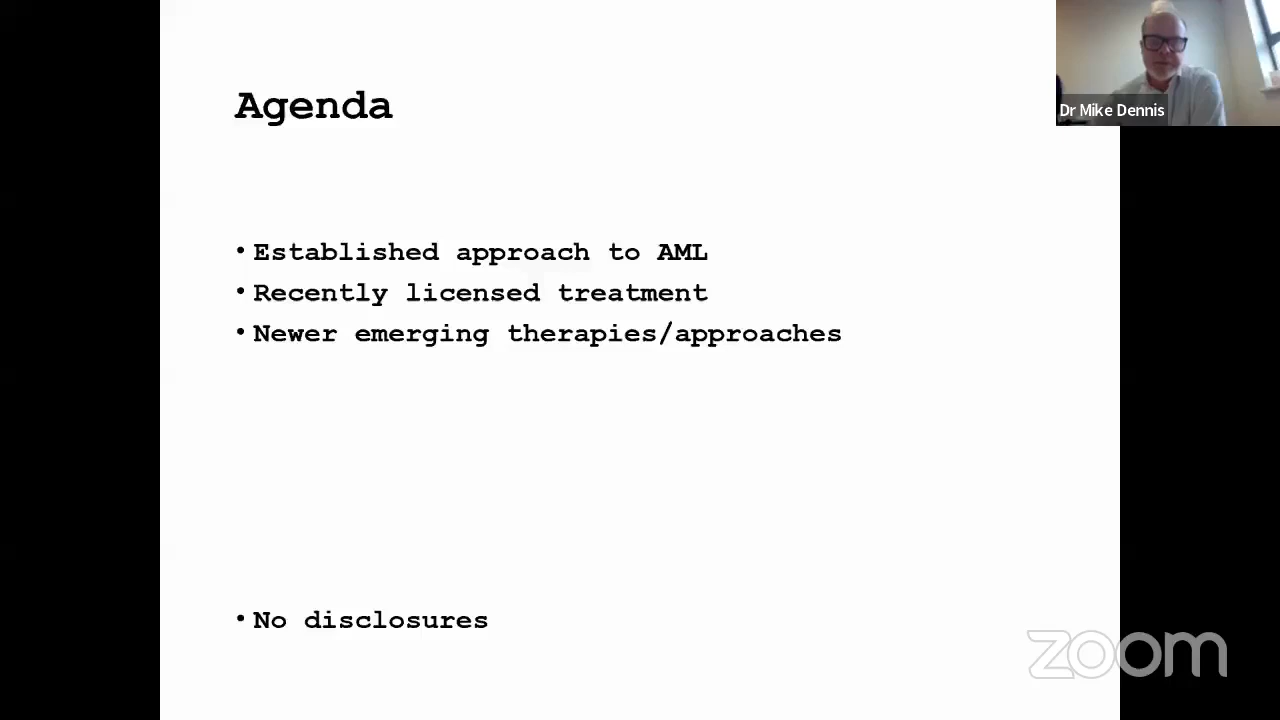 Agenda
Dr Mike Dennis
• Established approach to AML
• Recently licensed treatment
• Newer emerging therapies/approaches
• No disclosures
zoom